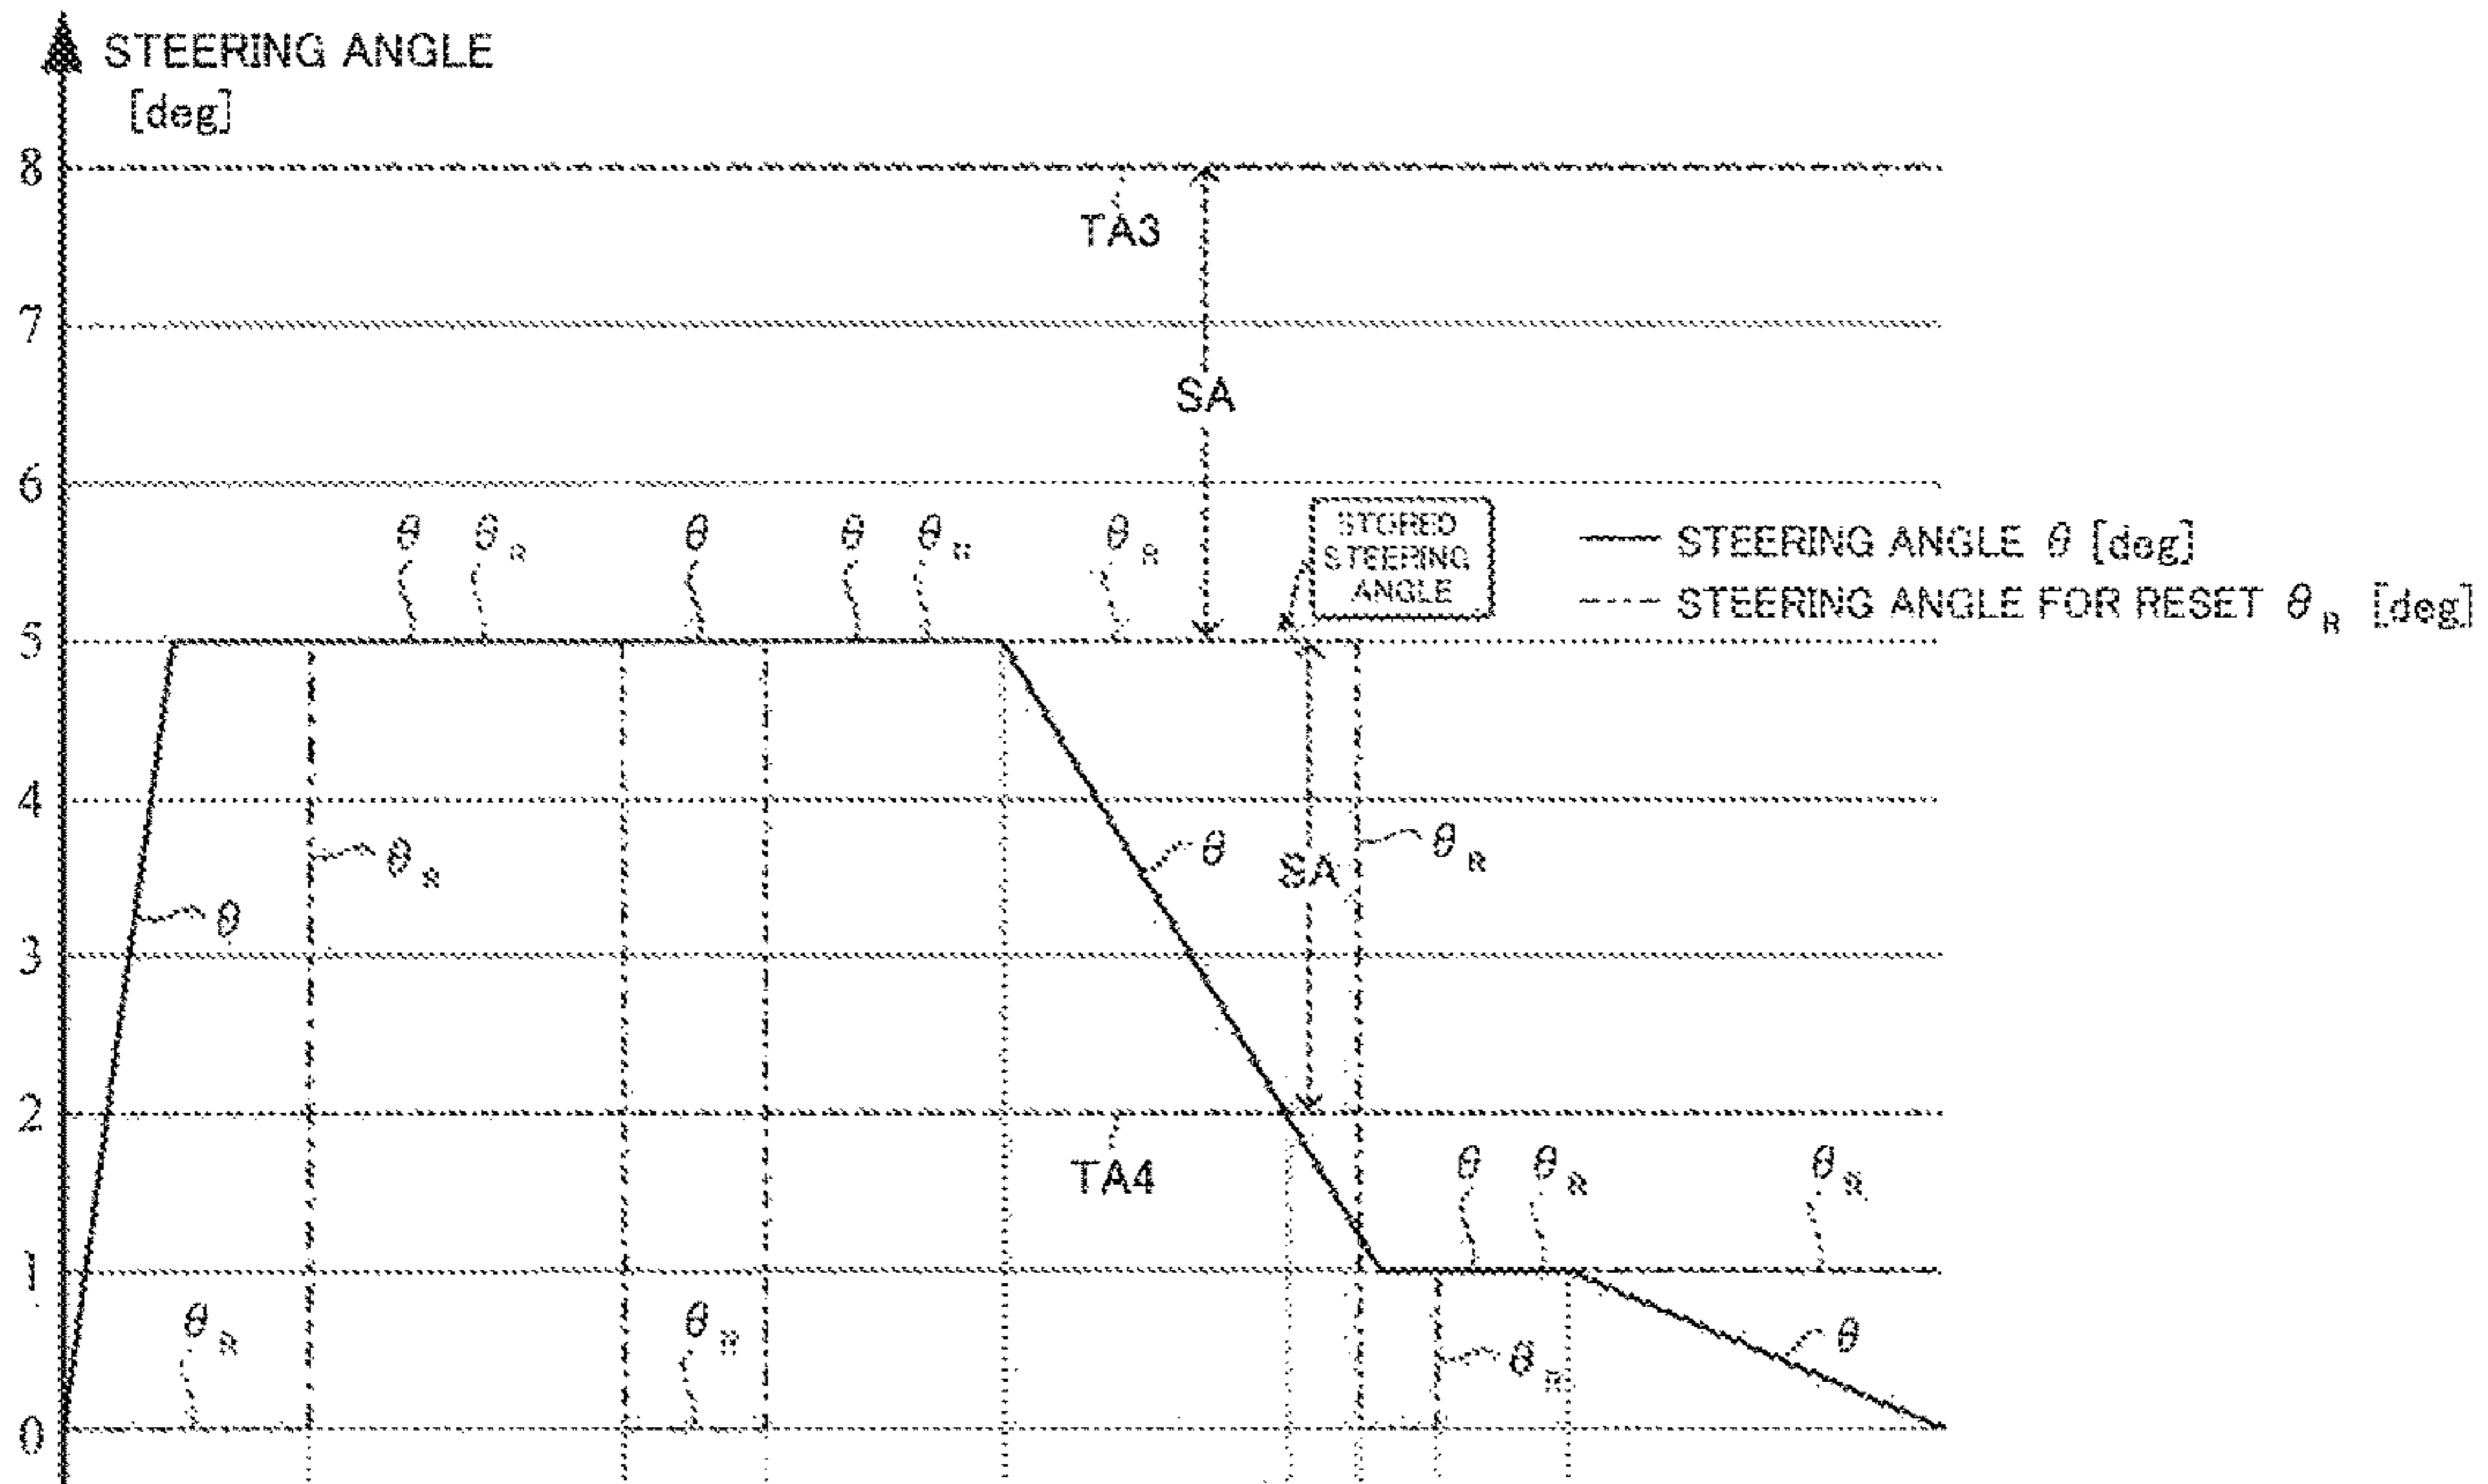 STEERING ANGLE
[deg]
8
TA3
7
SA
6
θ θR θ θ θR θR
STORED
STEERING
ANGLE
STEERING ANGLE θ [deg]
STEERING ANGLE FOR RESET θR [deg]
5
4
θR θ SA θR
θ
3
2
TA4
θ θR θR
1
θR θR θR θ
0